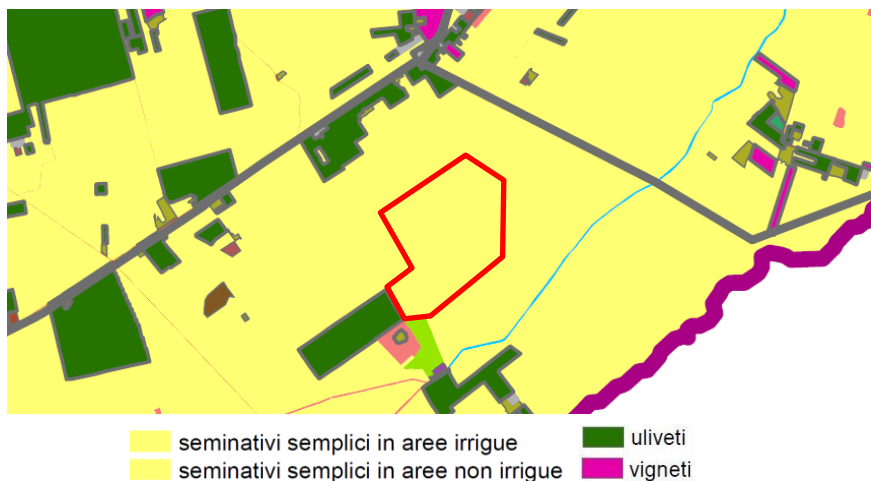 seminativi semplici in aree irrigue
uliveti
seminativi semplici in aree non irrigue
vigneti